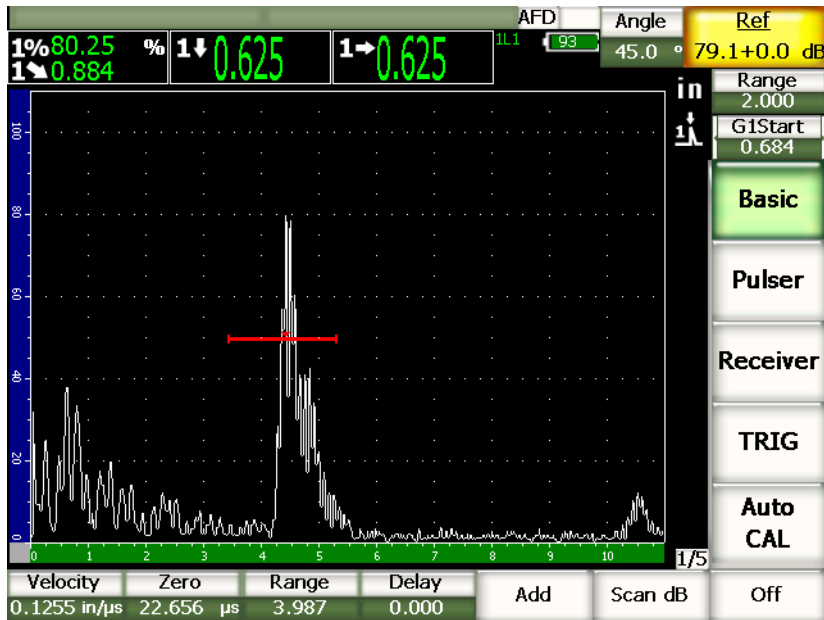 AFD Angle Ref
1%80.25 % 1 0.625 1 0.625 1L1 93 45.0 ° 79.1+0.0 dB
1 0.884
in Range
2.000
1 G1Start
0.684
Basic
Pulser
Receiver
TRIG
Auto
CAL
100
80
60
40
20
0
0 1 2 3 4 5 6 7 8 9 10
1/5
Velocity Zero Range Delay Add Scan dB Off
0.1255 in/µs 22.656 µs 3.987 0.000